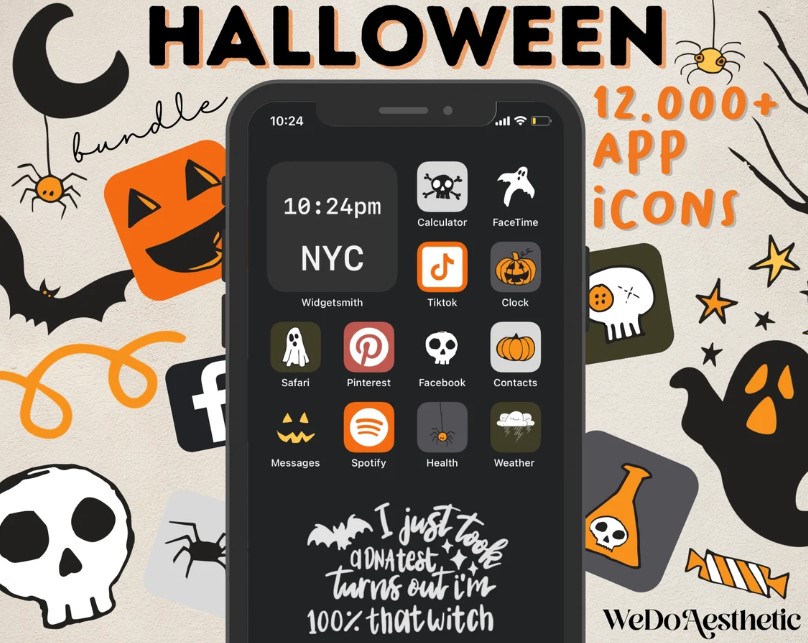 HALLOWEEN
bundle
12.000+
APP
iCONS
10:24
10:24pm
NYC
Widgetsmith
Calculator
FaceTime
Tiktok
Clock
Safari
Pinterest
Facebook
Contacts
Messages
Spotify
Health
Weather
I just took
a DNA test
turns out i'm
100% that witch
WeDoAesthetic